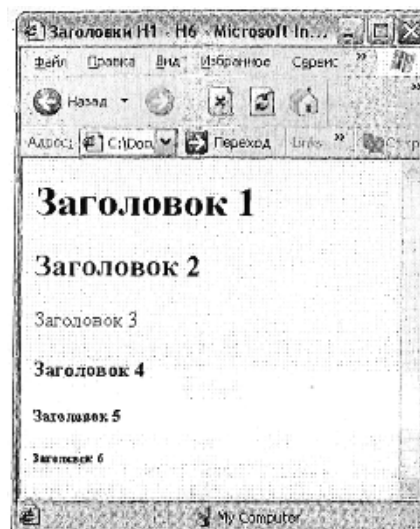 Заголовки H1 - H6 - Microsoft In...
Файл Правка Вид Избранное Сервис »
Назад »
Адрес: C:\Doc Переход Links »
Заголовок 1
Заголовок 2
Заголовок 3
Заголовок 4
Заголовок 5
Заголовок 6
My Computer